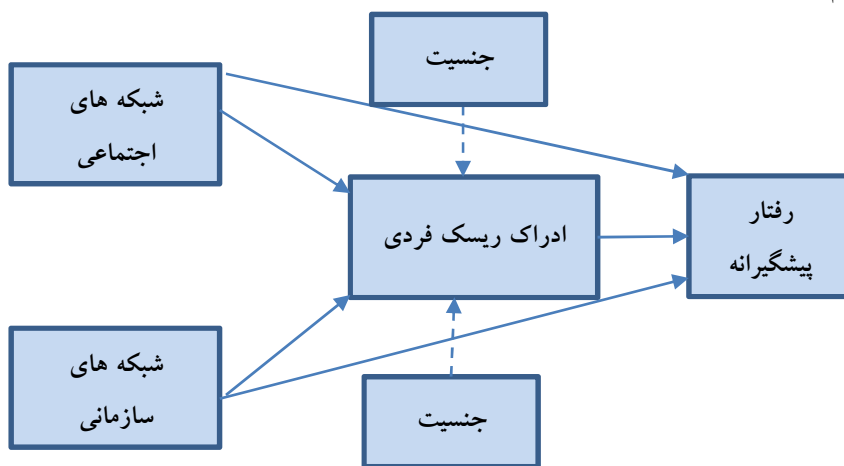 جنسیت
شبکه های
اجتماعی
ادراک ریسک فردی
رفتار
پیشگیرانه
شبکه های
سازمانی
جنسیت